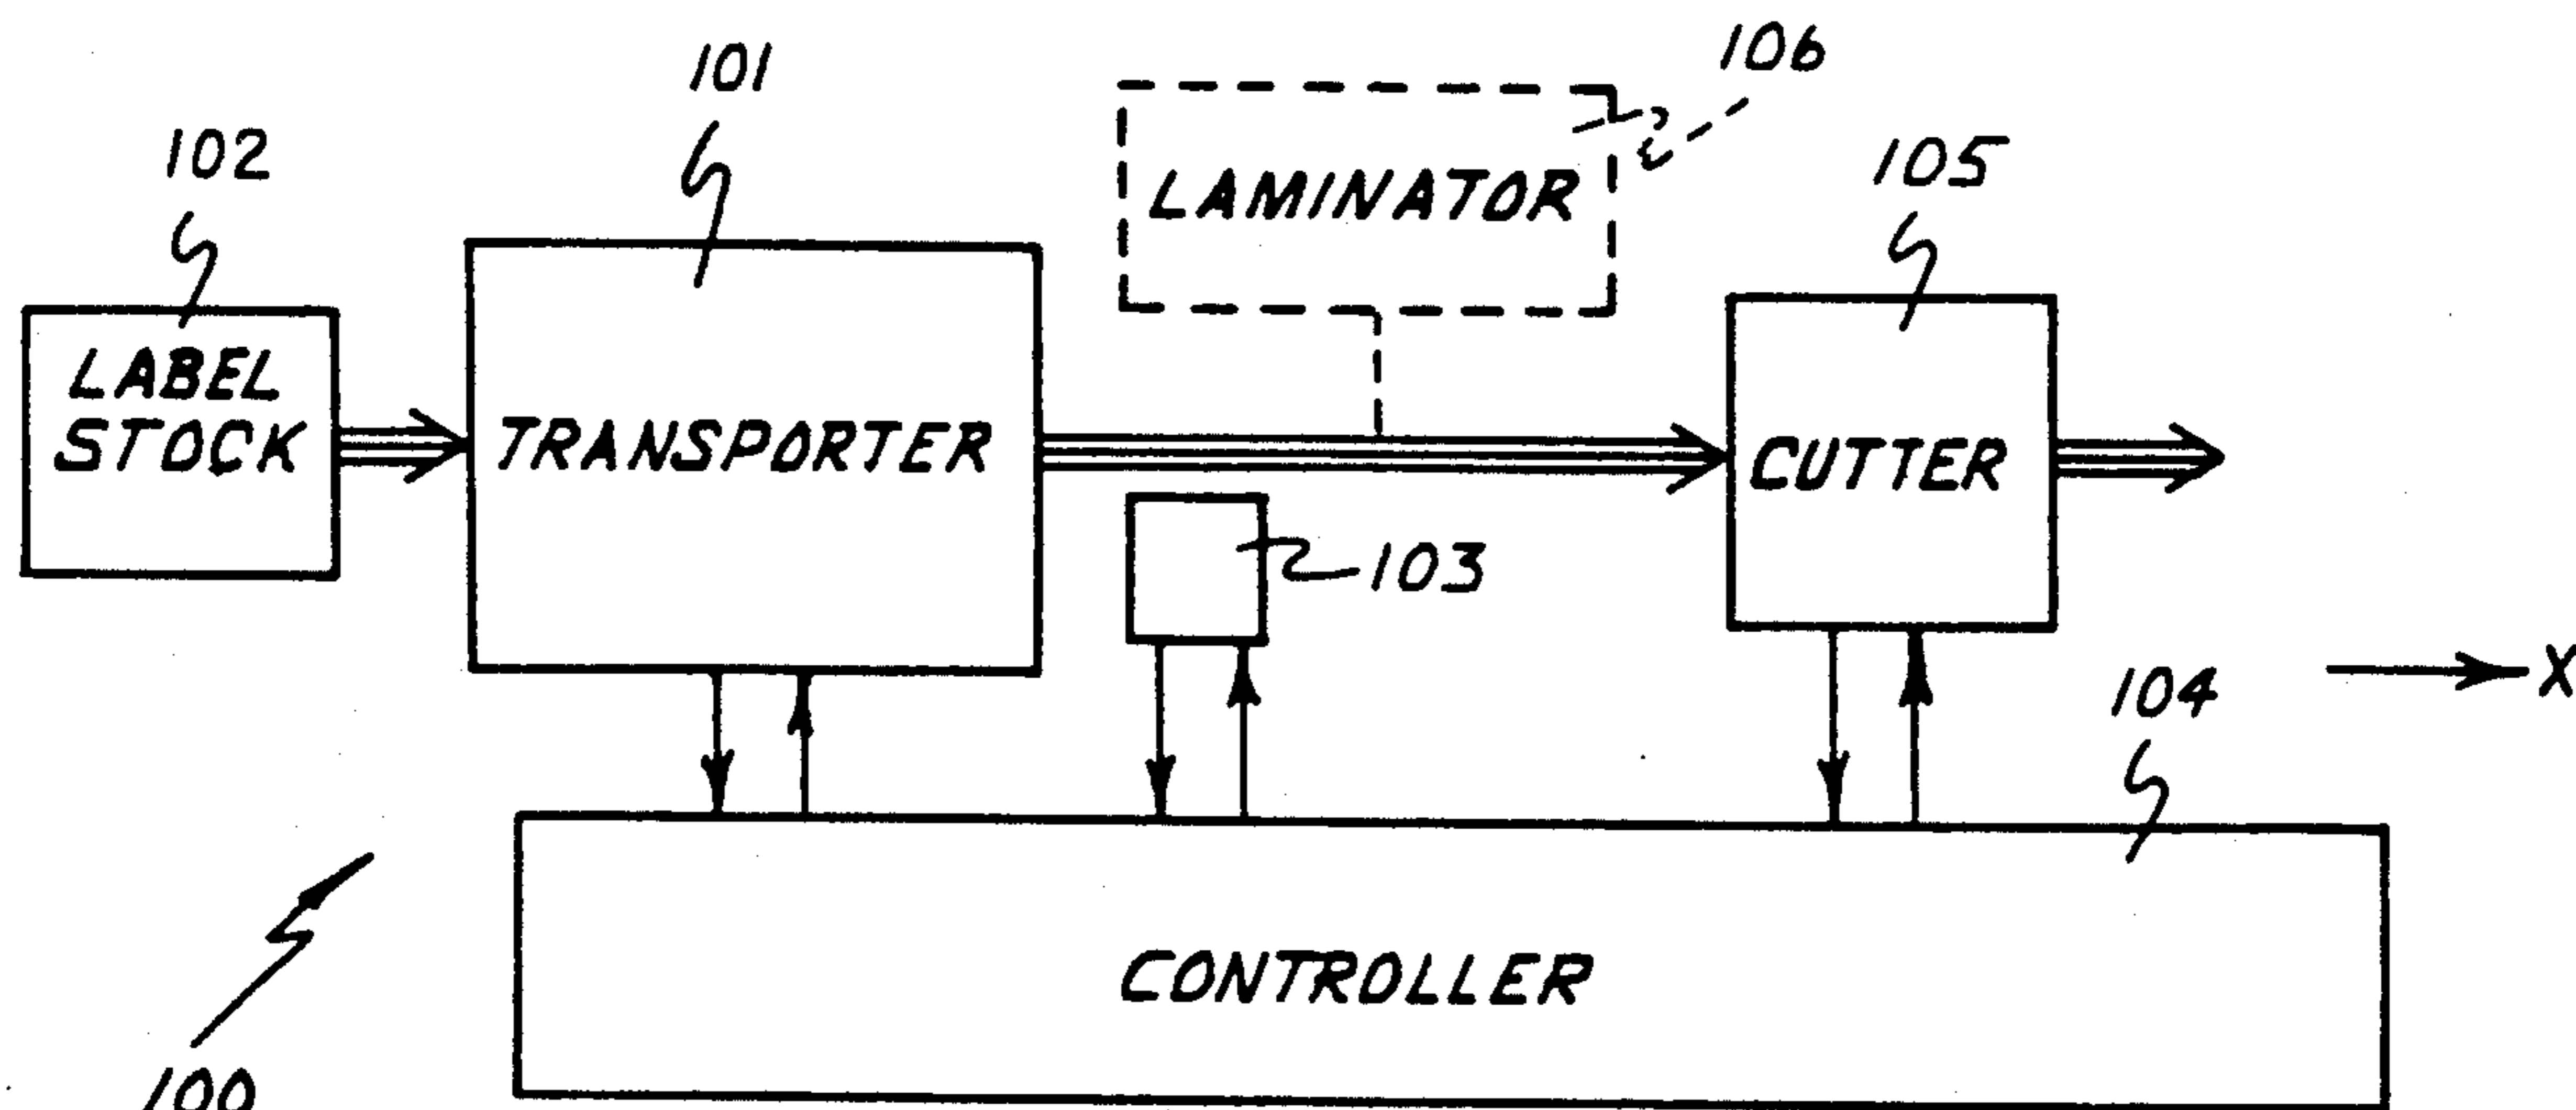 101
106
102
105
LAMINATOR
LABEL
STOCK
TRANSPORTER
CUTTER
103
X
104
CONTROLLER
100